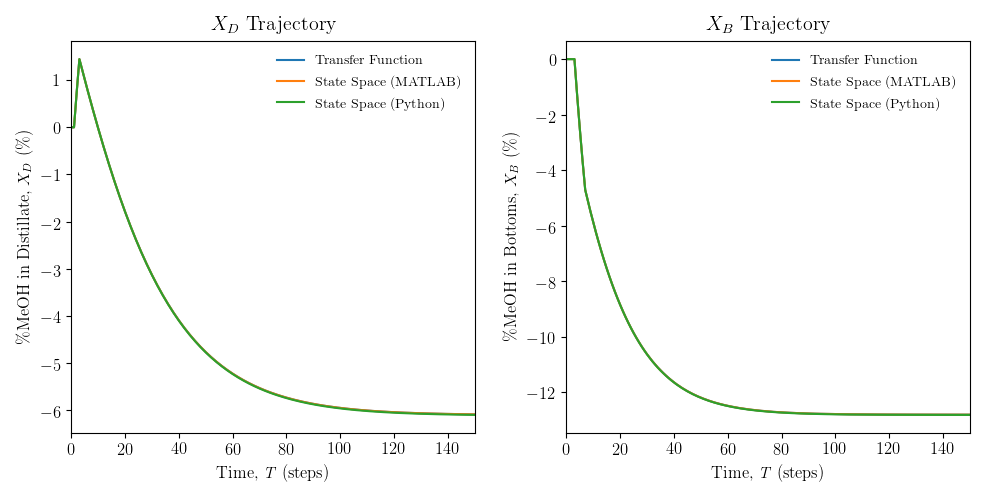 X_D Trajectory
Transfer Function
State Space (MATLAB)
State Space (Python)
%MeOH in Distillate, X_D (%)
1
0
−1
−2
−3
−4
−5
−6
0 20 40 60 80 100 120 140
Time, T (steps)
X_B Trajectory
Transfer Function
State Space (MATLAB)
State Space (Python)
%MeOH in Bottoms, X_B (%)
0
−2
−4
−6
−8
−10
−12
0 20 40 60 80 100 120 140
Time, T (steps)